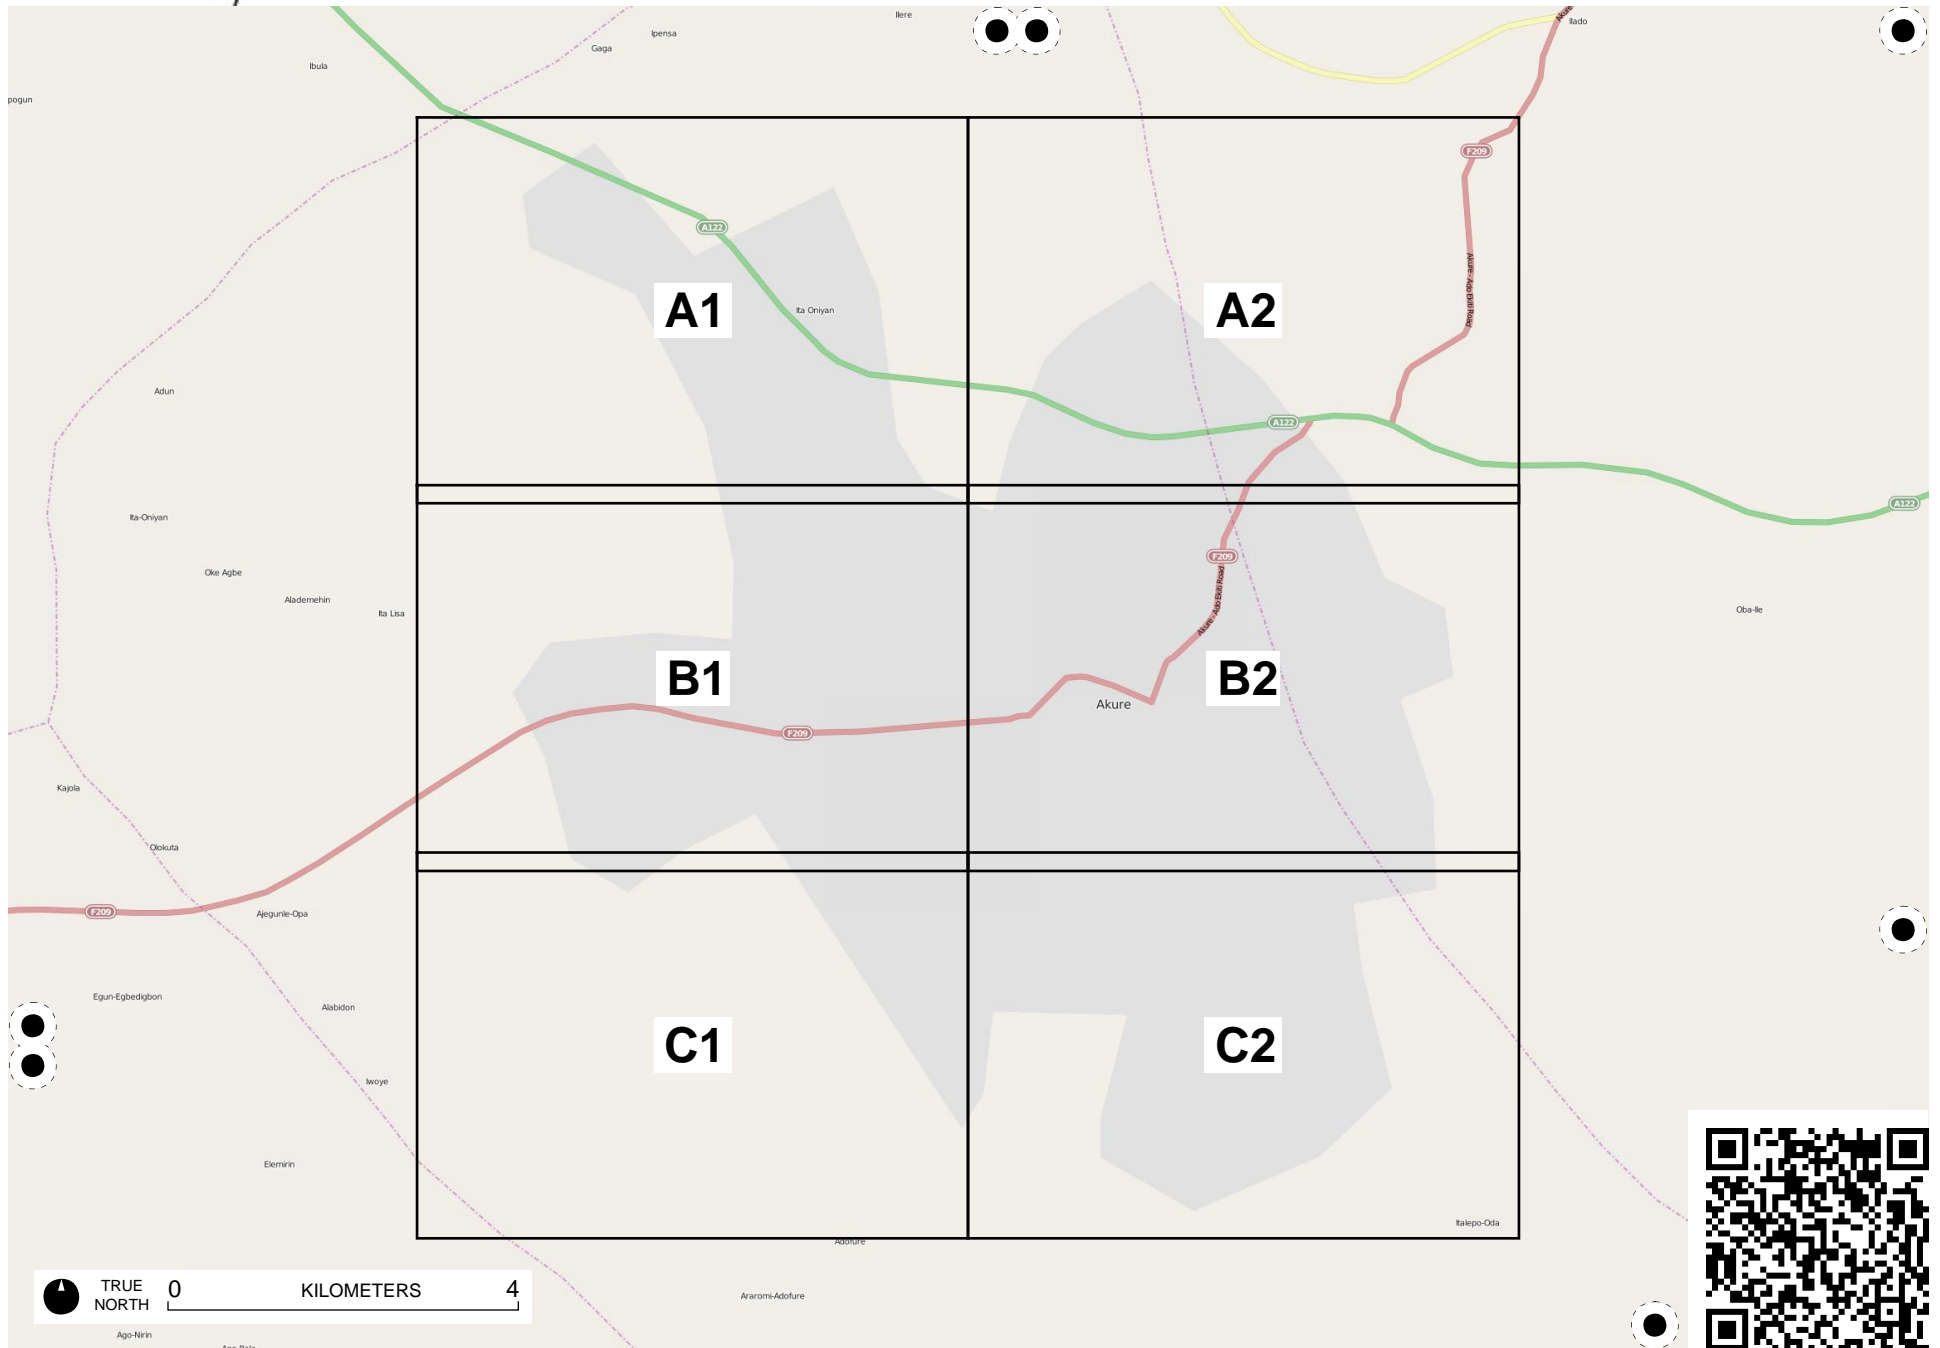 Ilere
Ilado
Akure
Ipensa
Gaga
Ibula
pogun
F209
A122
Akure - Ado Ekiti Road
A1
Ita Oniyan
A2
Adun
A122
A122
Ita-Oniyan
F209
Oke Agbe
Alademehin
Ita Lisa
Oba-Ile
Akure - Ado Ekiti Road
B1
B2
Akure
F209
Kajola
Olokuta
F209
Ajegunle-Opa
Egun-Egbedigbon
Alabidon
C1
C2
Iwoye
Elemirin
Italepo-Oda
Adofure
TRUE
NORTH
0 KILOMETERS 4
Araromi-Adofure
Ago-Nirin